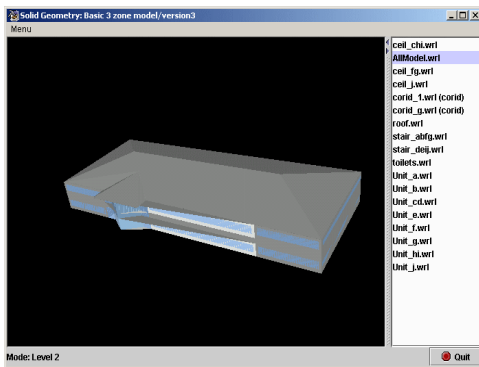 Solid Geometry: Basic 3 zone model/version3
Menu
ceil_chi.wrl
AllModel.wrl
ceil_fg.wrl
ceil_j.wrl
corid_1.wrl (corid)
corid_g.wrl (corid)
roof.wrl
stair_abfg.wrl
stair_deij.wrl
toilets.wrl
Unit_a.wrl
Unit_b.wrl
Unit_cd.wrl
Unit_e.wrl
Unit_f.wrl
Unit_g.wrl
Unit_hi.wrl
Unit_j.wrl
Mode: Level 2
Quit